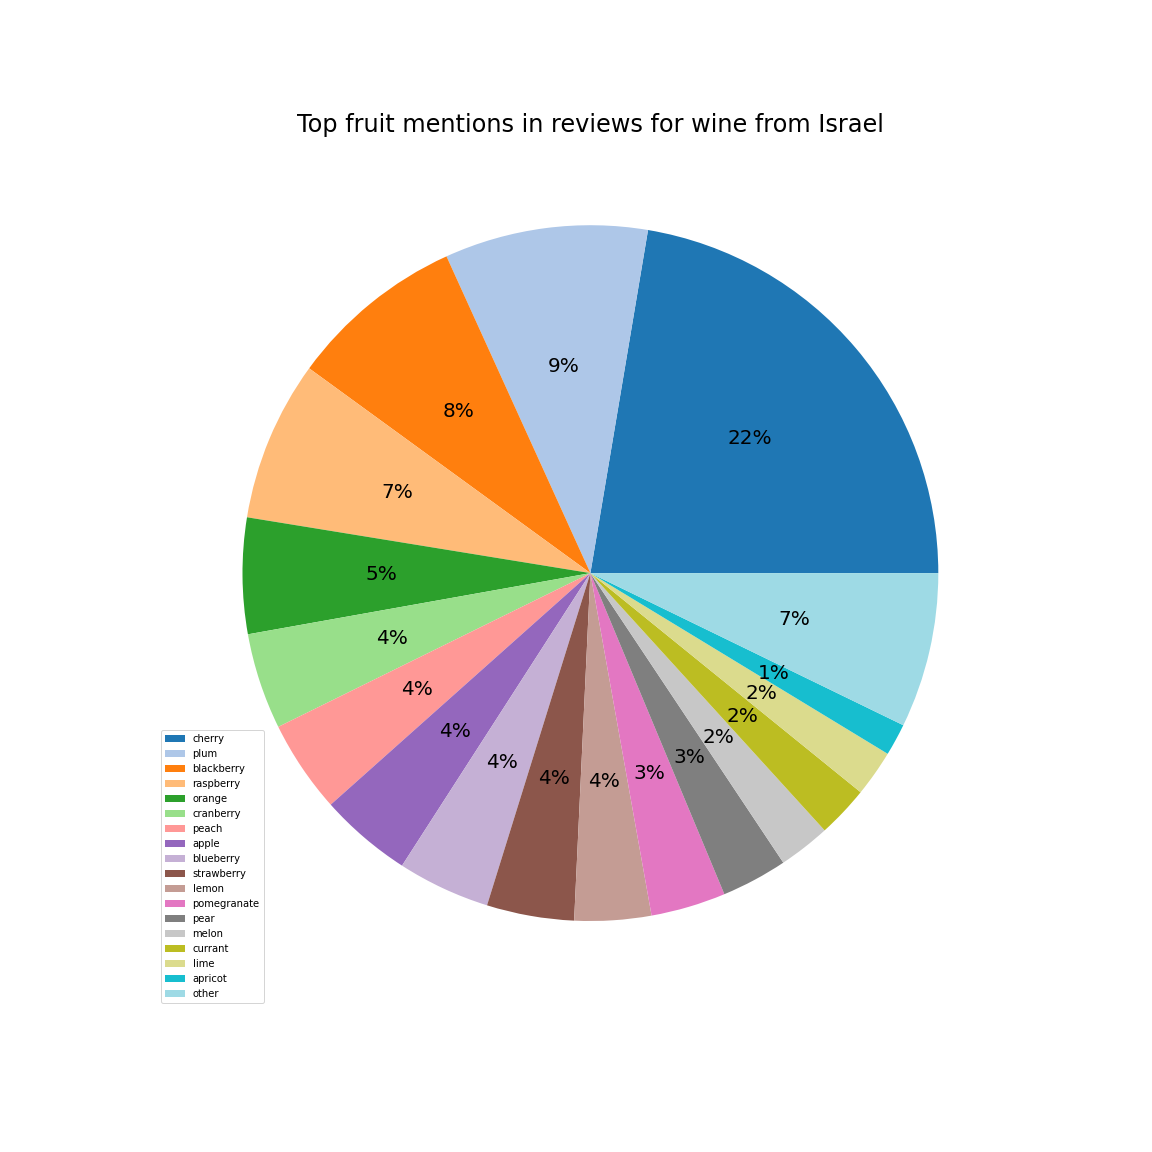 Top fruit mentions in reviews for wine from Israel
22%
9%
8%
7%
5%
4%
4%
4%
4%
4%
4%
3%
3%
2%
2%
2%
1%
7%
cherry
plum
blackberry
raspberry
orange
cranberry
peach
apple
blueberry
strawberry
lemon
pomegranate
pear
melon
currant
lime
apricot
other